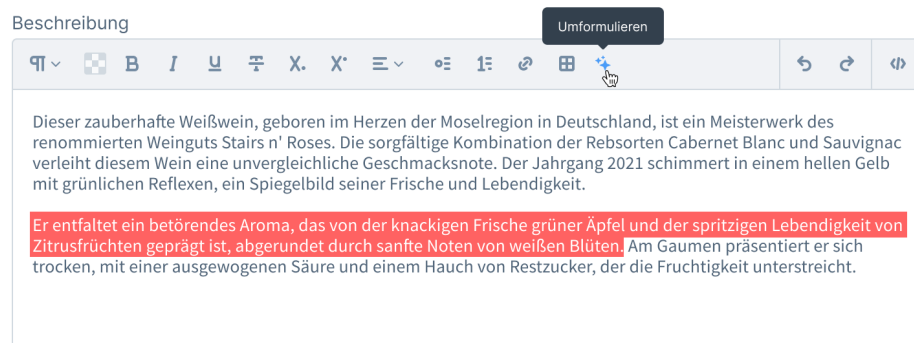 Beschreibung
Umformulieren
Dieser zauberhafte Weißwein, geboren im Herzen der Moselregion in Deutschland, ist ein Meisterwerk des
renommierten Weinguts Stairs n' Roses. Die sorgfältige Kombination der Rebsorten Cabernet Blanc und Sauvignac
verleiht diesem Wein eine unvergleichliche Geschmacksnote. Der Jahrgang 2021 schimmert in einem hellen Gelb
mit grünlichen Reflexen, ein Spiegelbild seiner Frische und Lebendigkeit.
Er entfaltet ein betörendes Aroma, das von der knackigen Frische grüner Äpfel und der spritzigen Lebendigkeit von
Zitrusfrüchten geprägt ist, abgerundet durch sanfte Noten von weißen Blüten. Am Gaumen präsentiert er sich
trocken, mit einer ausgewogenen Säure und einem Hauch von Restzucker, der die Fruchtigkeit unterstreicht.